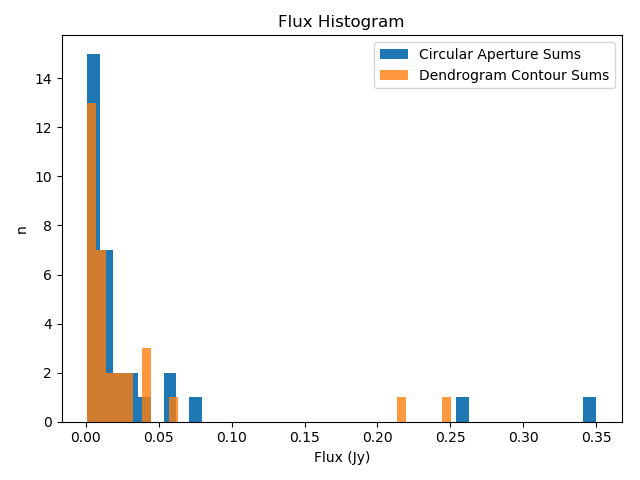 Flux Histogram
Circular Aperture Sums
Dendrogram Contour Sums
n
14
12
10
8
6
4
2
0
0.00 0.05 0.10 0.15 0.20 0.25 0.30 0.35
Flux (Jy)